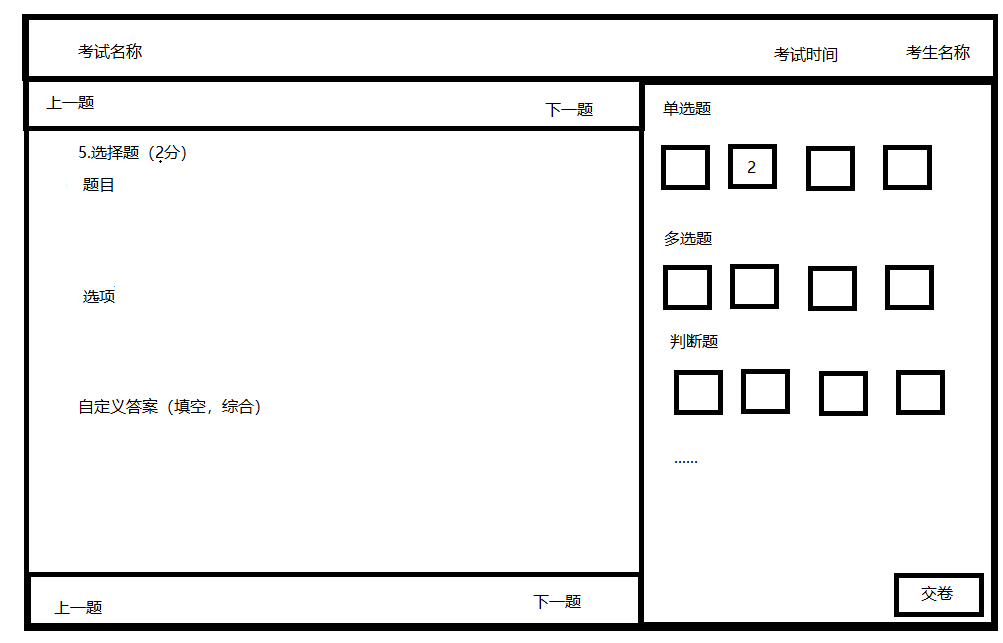 考试名称
考试时间
考生名称
上一题
下一题
5.选择题（2分）
题目
选项
自定义答案（填空，综合）
上一题
下一题
单选题
2
多选题
判断题
......
交卷